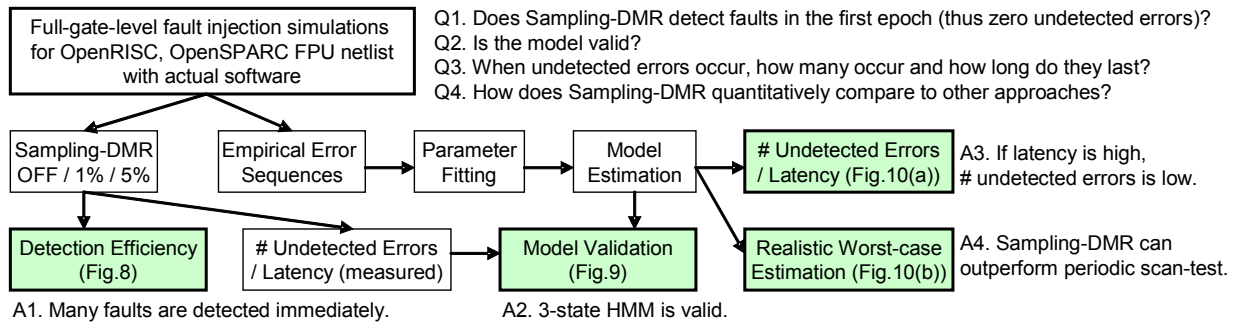 Full-gate-level fault injection simulations
for OpenRISC, OpenSPARC FPU netlist
with actual software
Q1. Does Sampling-DMR detect faults in the first epoch (thus zero undetected errors)?
Q2. Is the model valid?
Q3. When undetected errors occur, how many occur and how long do they last?
Q4. How does Sampling-DMR quantitatively compare to other approaches?
Sampling-DMR
OFF / 1% / 5%
Empirical Error
Sequences
Parameter
Fitting
Model
Estimation
# Undetected Errors
/ Latency (Fig.10(a))
A3. If latency is high,
# undetected errors is low.
Detection Efficiency
(Fig.8)
# Undetected Errors
/ Latency (measured)
Model Validation
(Fig.9)
Realistic Worst-case
Estimation (Fig.10(b))
A4. Sampling-DMR can
outperform periodic scan-test.
A1. Many faults are detected immediately.
A2. 3-state HMM is valid.